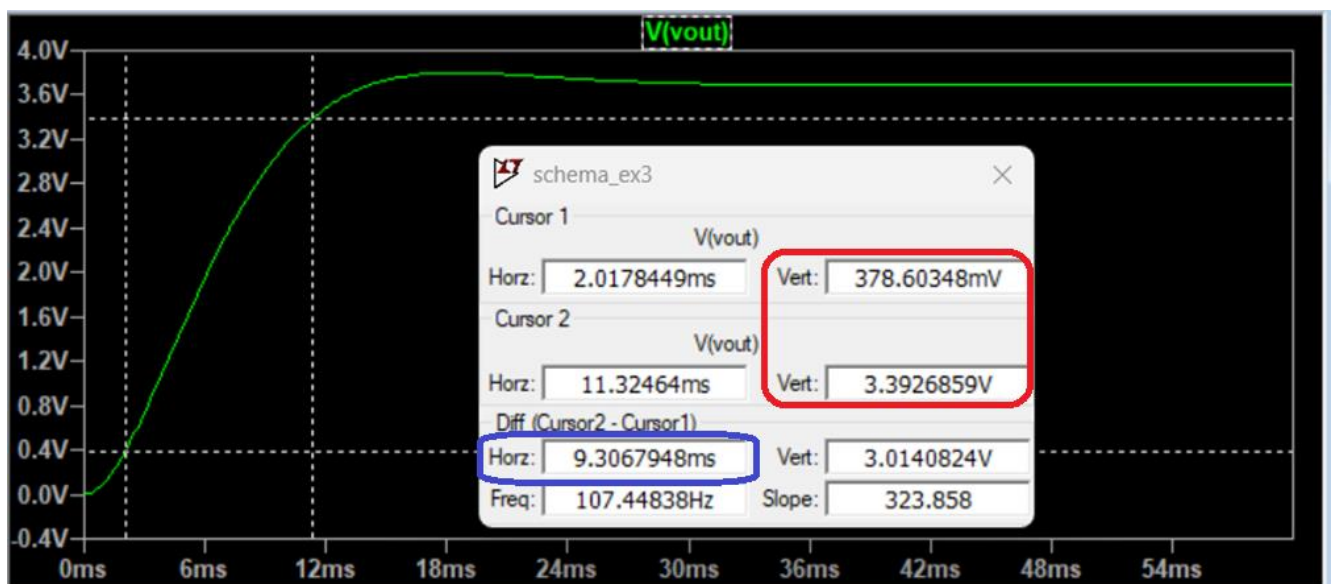 V(vout)
4.0V
3.6V
3.2V
2.8V
2.4V
2.0V
1.6V
1.2V
0.8V
0.4V
0.0V
-0.4V
0ms 6ms 12ms 18ms 24ms 30ms 36ms 42ms 48ms 54ms
schema_ex3
Cursor 1
V(vout)
Horz: 2.0178449ms Vert: 378.60348mV
Cursor 2
V(vout)
Horz: 11.32464ms Vert: 3.3926859V
Diff (Cursor2 - Cursor1)
Horz: 9.3067948ms Vert: 3.0140824V
Freq: 107.44838Hz Slope: 323.858